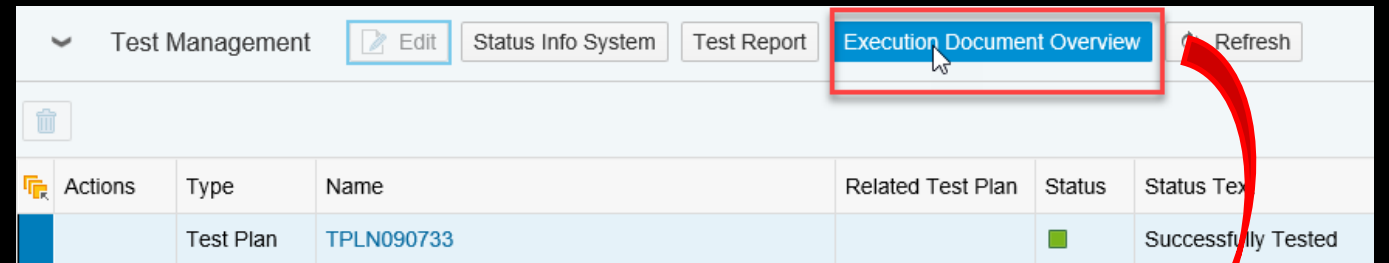 Test Management Edit Status Info System Test Report Execution Document Overview Refresh
Actions Type Name Related Test Plan Status Status Tex
Test Plan TPLN090733 Successfully Tested